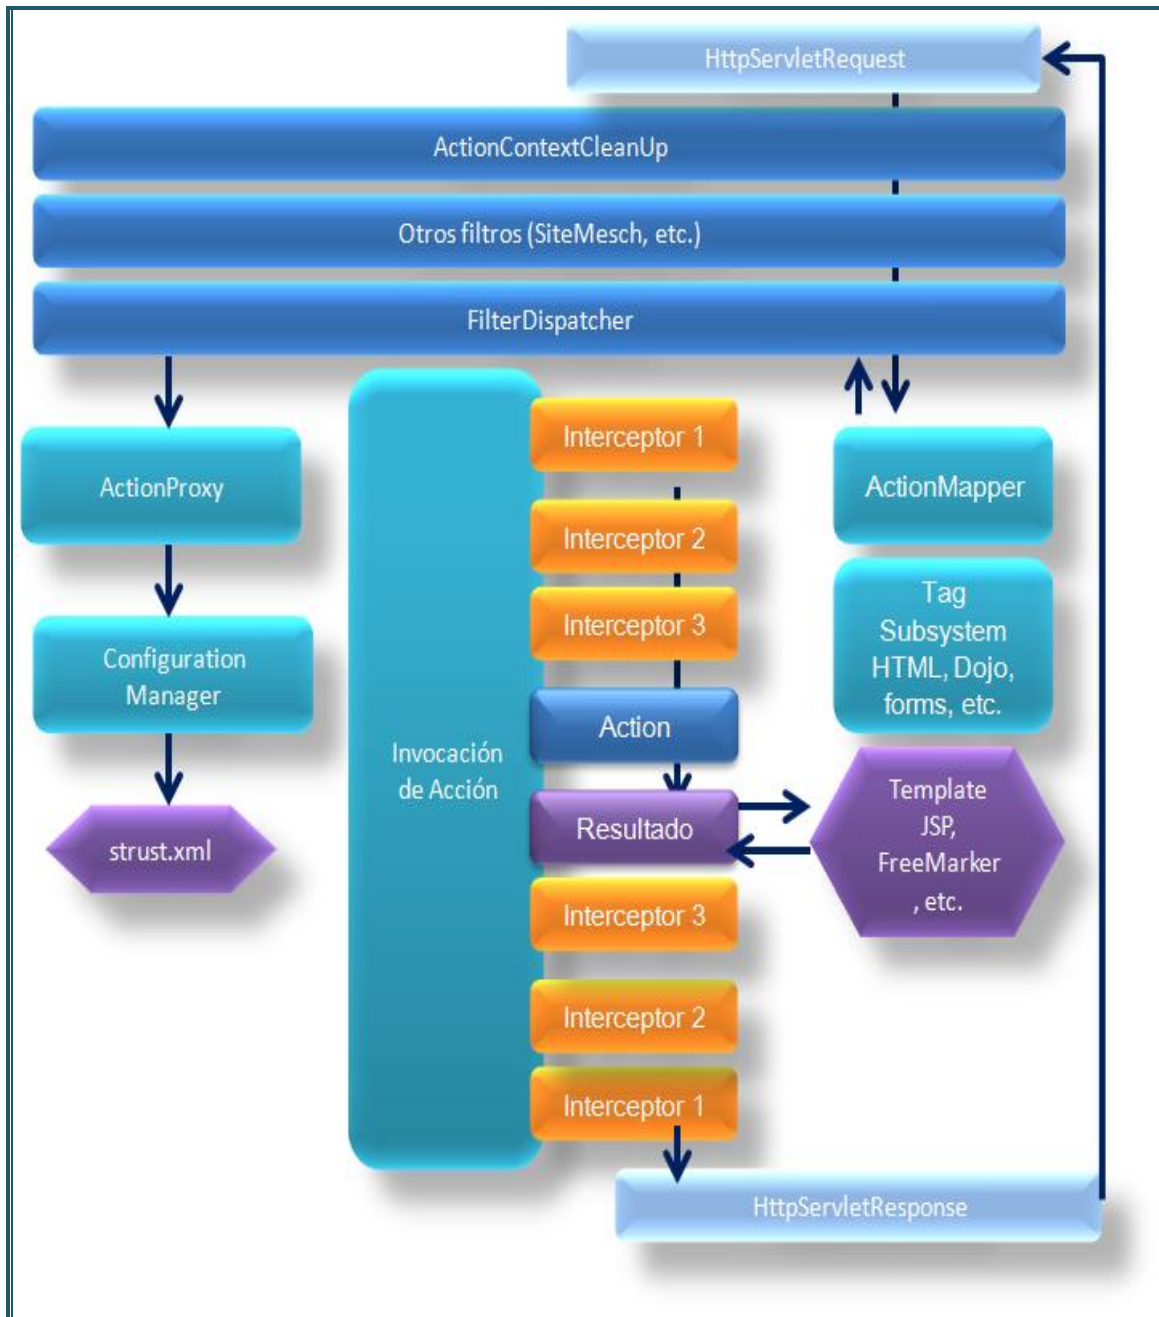 HttpServletRequest
ActionContextCleanUp
Otros filtros (SiteMesch, etc.)
FilterDispatcher
ActionProxy
Configuration
Manager
strust.xml
Invocación
de Acción
Interceptor 1
Interceptor 2
Interceptor 3
Action
Resultado
Interceptor 3
Interceptor 2
Interceptor 1
ActionMapper
Tag
Subsystem
HTML, Dojo,
forms, etc.
Template
JSP,
FreeMarker
, etc.
HttpServletResponse